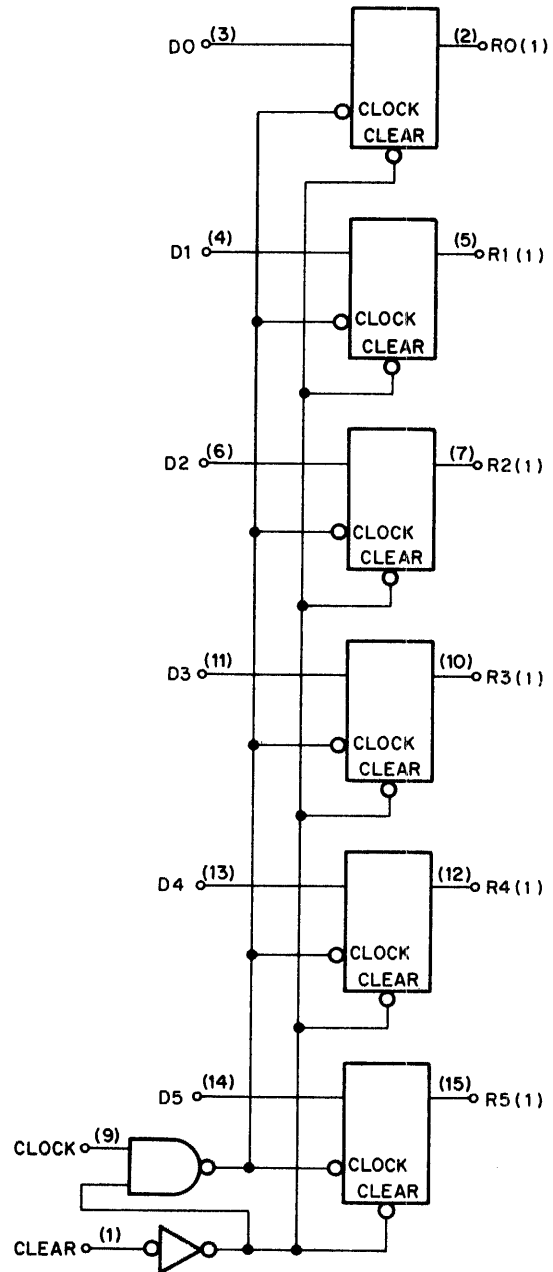 D0 (3) (2) R0(1)
CLOCK
CLEAR
D1 (4) (5) R1(1)
CLOCK
CLEAR
D2 (6) (7) R2(1)
CLOCK
CLEAR
D3 (11) (10) R3(1)
CLOCK
CLEAR
D4 (13) (12) R4(1)
CLOCK
CLEAR
D5 (14) (15) R5(1)
CLOCK (9) CLOCK
CLEAR
CLEAR (1)